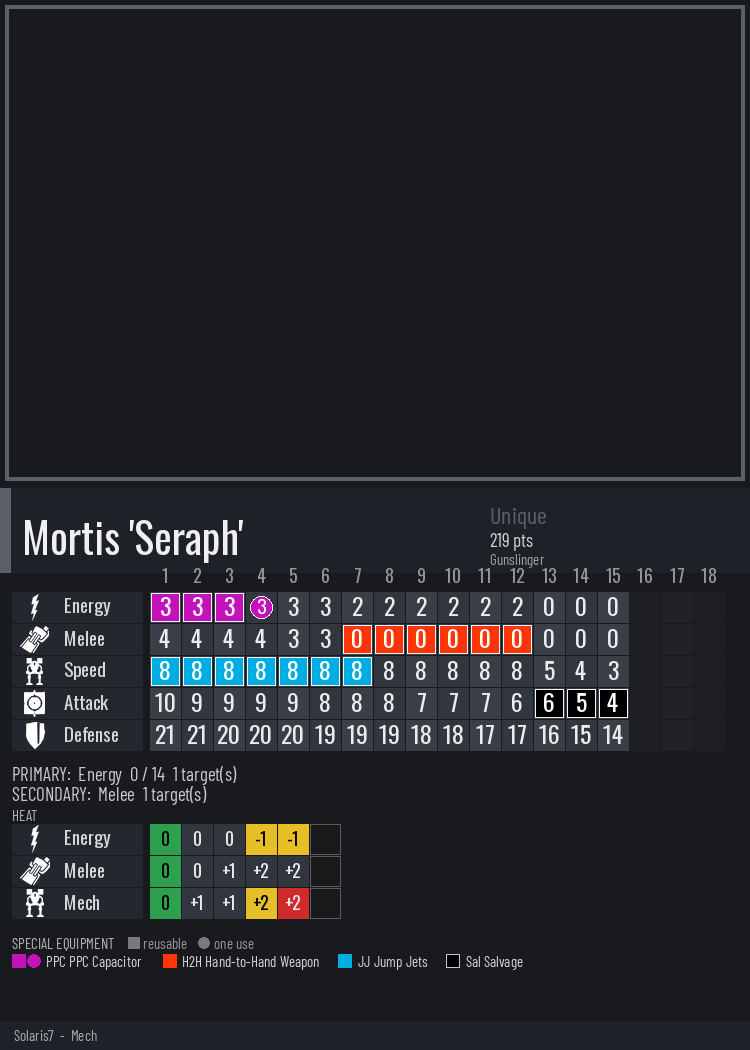 Mortis 'Seraph'
Unique
219 pts
Gunslinger
1 2 3 4 5 6 7 8 9 10 11 12 13 14 15 16 17 18
Energy 3 3 3 3 3 3 2 2 2 2 2 2 0 0 0
Melee 4 4 4 4 3 3 0 0 0 0 0 0 0 0 0
Speed 8 8 8 8 8 8 8 8 8 8 8 8 5 4 3
Attack 10 9 9 9 9 8 8 8 7 7 7 6 6 5 4
Defense 21 21 20 20 20 19 19 19 18 18 17 17 16 15 14
PRIMARY: Energy 0 / 14 1 target(s)
SECONDARY: Melee 1 target(s)
HEAT
Energy 0 0 0 -1 -1
Melee 0 0 +1 +2 +2
Mech 0 +1 +1 +2 +2
SPECIAL EQUIPMENT reusable one use
PPC PPC Capacitor H2H Hand-to-Hand Weapon JJ Jump Jets Sal Salvage
Solaris7 - Mech